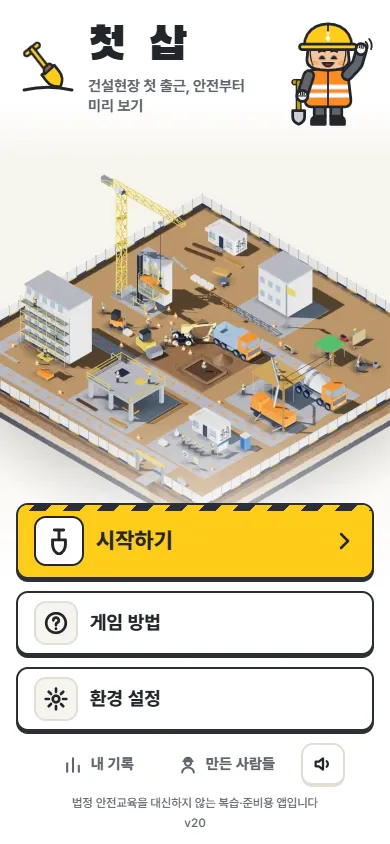 첫 삽
건설현장 첫 출근, 안전부터
미리 보기
시작하기
게임 방법
환경 설정
내 기록
만든 사람들
법정 안전교육을 대신하지 않는 복습·준비용 앱입니다
v20